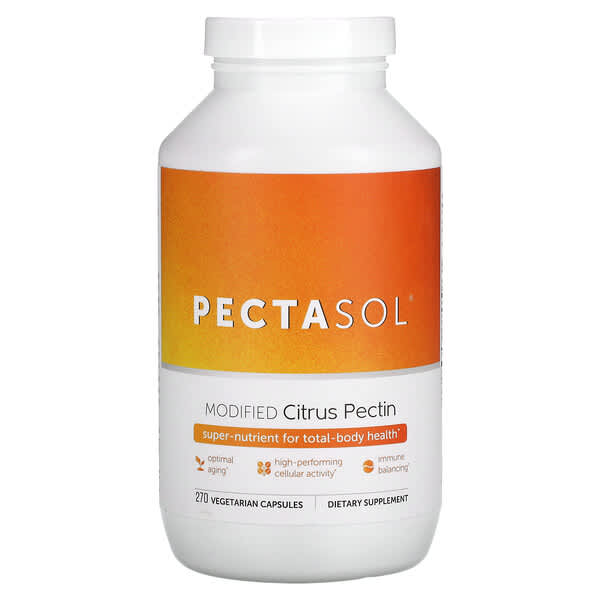 PECTASOL®
MODIFIED Citrus Pectin
super-nutrient for total-body health*
optimal
aging*
high-performing
cellular activity*
immune
balancing*
270 VEGETARIAN CAPSULES
DIETARY SUPPLEMENT